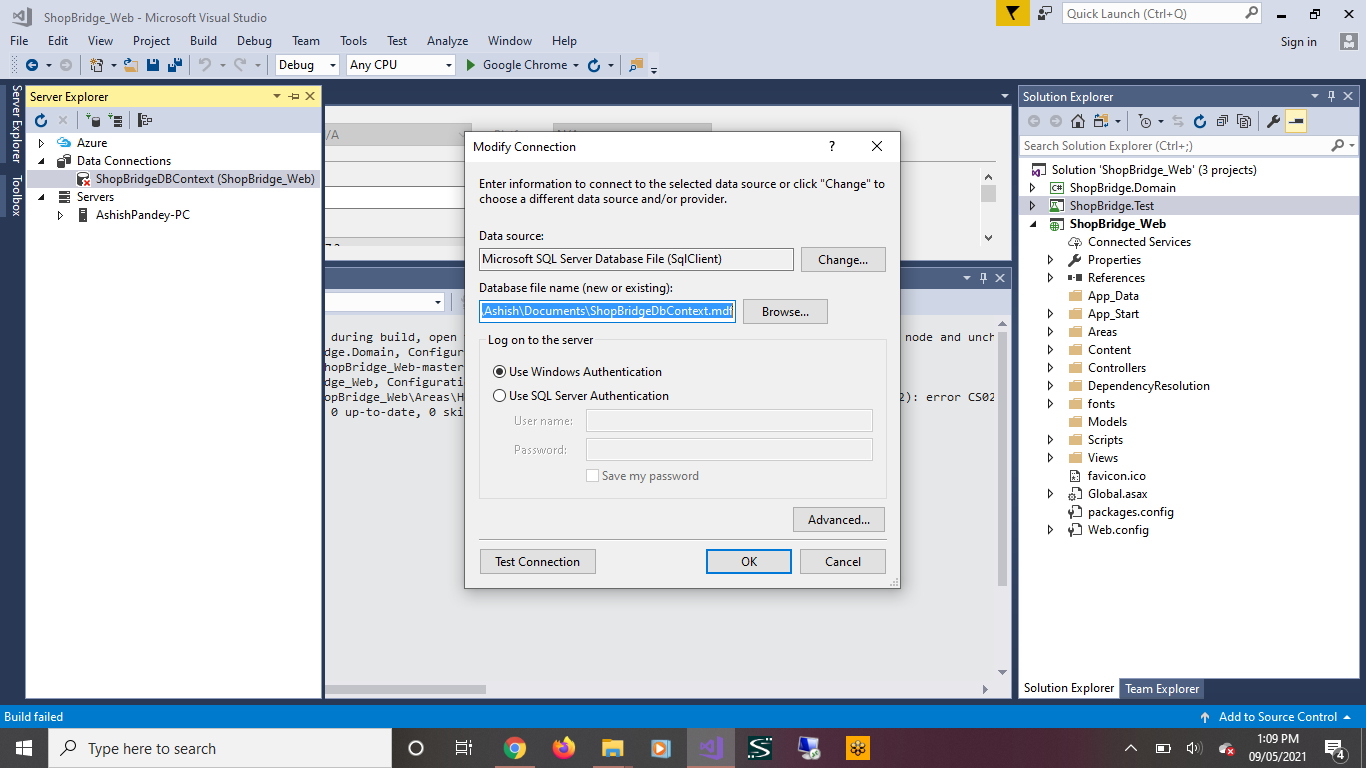 ShopBridge_Web - Microsoft Visual Studio
Quick Launch (Ctrl+Q)
File Edit View Project Build Debug Team Tools Test Analyze Window Help
Sign in
Debug Any CPU Google Chrome
Server Explorer
Toolbox
Server Explorer
Azure
Data Connections
ShopBridgeDBContext (ShopBridge_Web)
Servers
AshishPandey-PC
/A
during build, open
node and unch
dge.Domain, Configur
hopBridge_Web-master
dge_Web, Configurati
opBridge_Web\Areas\H
2): error CS02
0 up-to-date, 0 ski
Modify Connection
?
Enter information to connect to the selected data source or click "Change" to
choose a different data source and/or provider.
Data source:
Microsoft SQL Server Database File (SqlClient)
Change...
Database file name (new or existing):
Ashish\Documents\ShopBridgeDbContext.mdf
Browse...
Log on to the server
Use Windows Authentication
Use SQL Server Authentication
User name:
Password:
Save my password
Advanced...
Test Connection
OK
Cancel
Solution Explorer
Search Solution Explorer (Ctrl+;)
Solution 'ShopBridge_Web' (3 projects)
C# ShopBridge.Domain
ShopBridge.Test
ShopBridge_Web
Connected Services
Properties
References
App_Data
App_Start
Areas
Content
Controllers
DependencyResolution
fonts
Models
Scripts
Views
favicon.ico
Global.asax
packages.config
Web.config
Solution Explorer Team Explorer
Build failed
Add to Source Control
Type here to search
1:09 PM
09/05/2021
4